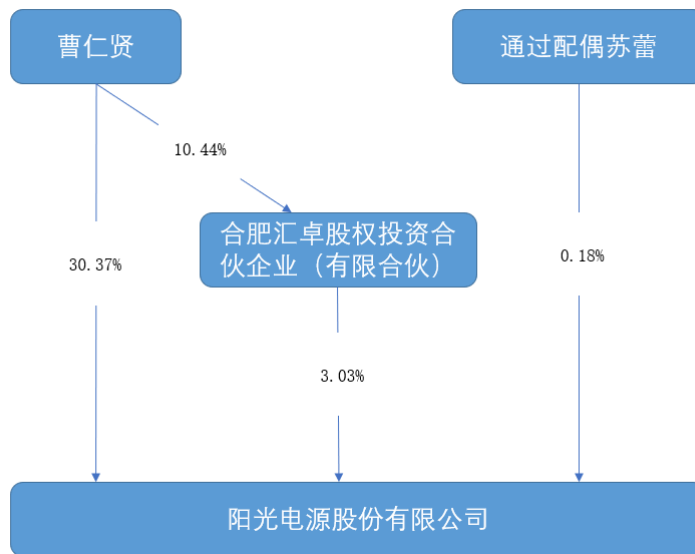 曹仁贤
通过配偶苏蕾
10.44%
合肥汇卓股权投资合
伙企业（有限合伙）
30.37%
0.18%
3.03%
阳光电源股份有限公司